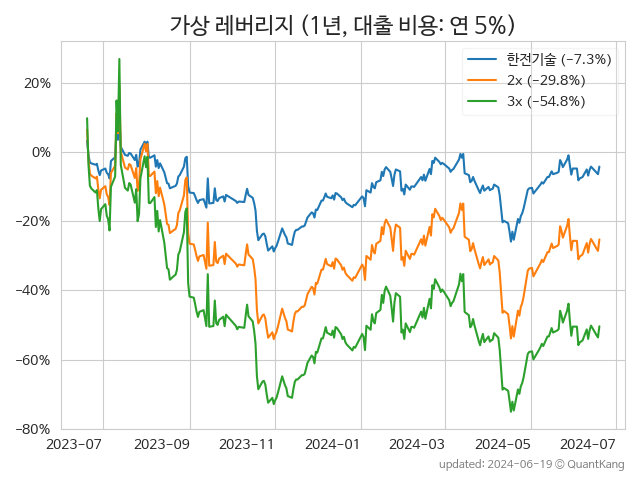 가상 레버리지 (1년, 대출 비용: 연 5%)
한전기술 (−7.3%)
2x (−29.8%)
3x (−54.8%)
20%
0%
−20%
−40%
−60%
−80%
2023−07 2023−09 2023−11 2024−01 2024−03 2024−05 2024−07
updated: 2024-06-19 © QuantKang